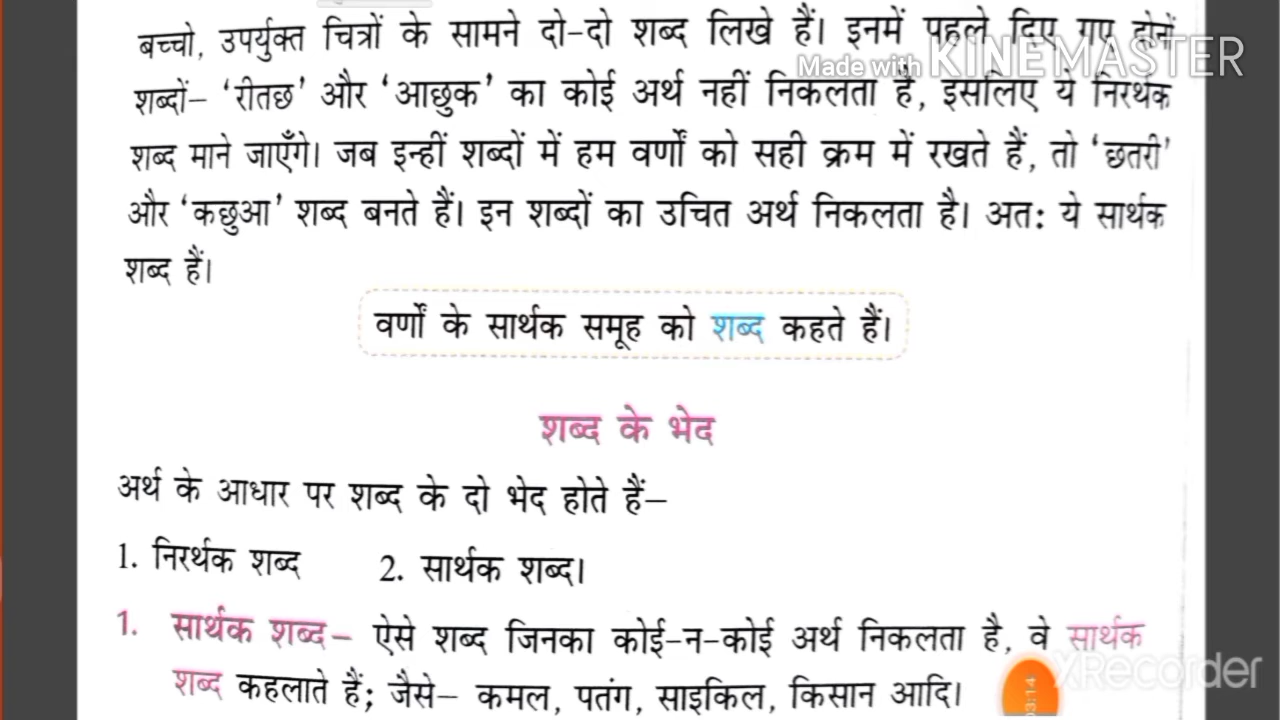 बच्चो, उपर्युक्त चित्रों के सामने दो-दो शब्द लिखे हैं। इनमें पहले दिए गए दोनों
Made with KINEMASTER
शब्दों– ‘रीतछ’ और ‘आछुक’ का कोई अर्थ नहीं निकलता है, इसलिए ये निरर्थक
शब्द माने जाएँगे। जब इन्हीं शब्दों में हम वर्णों को सही क्रम में रखते हैं, तो ‘छतरी’
और ‘कछुआ’ शब्द बनते हैं। इन शब्दों का उचित अर्थ निकलता है। अतः ये सार्थक
शब्द हैं।
वर्णों के सार्थक समूह को शब्द कहते हैं।
शब्द के भेद
अर्थ के आधार पर शब्द के दो भेद होते हैं–
1. निरर्थक शब्द 2. सार्थक शब्द।
1. सार्थक शब्द– ऐसे शब्द जिनका कोई-न-कोई अर्थ निकलता है, वे सार्थक
शब्द कहलाते हैं; जैसे– कमल, पतंग, साइकिल, किसान आदि।
XRecorder
03:14